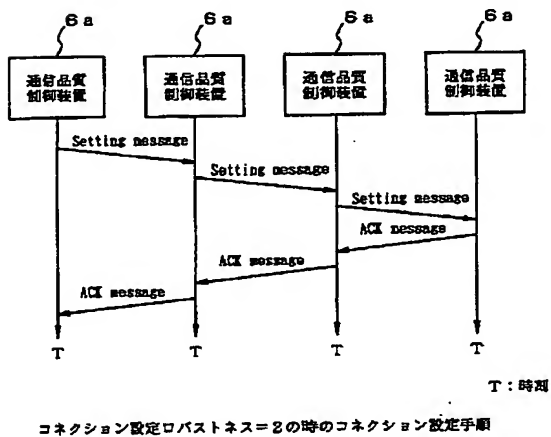 6a 6a 6a 6a
通信品質
制御装置
通信品質
制御装置
通信品質
制御装置
通信品質
制御装置
Setting message
Setting message
Setting message
ACK message
ACK message
ACK message
T T T T
T:時刻
コネクション設定ロバストネス=2の時のコネクション設定手順